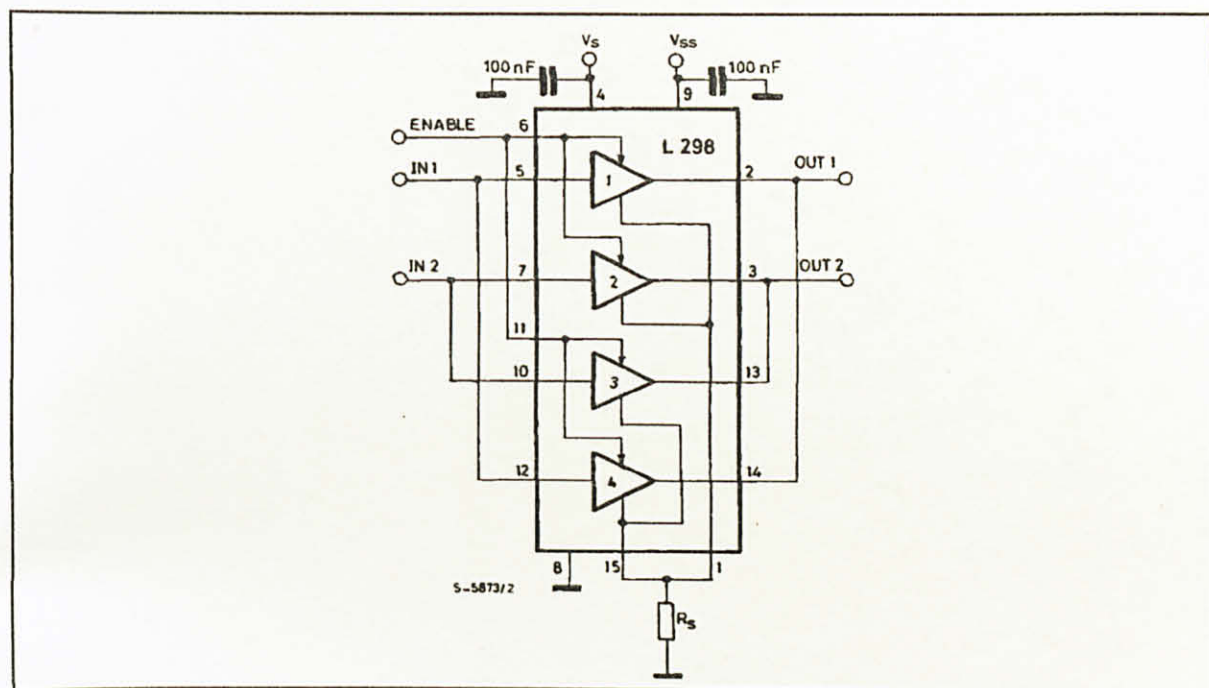 Vs Vss
100 nF 100 nF
4 9
ENABLE 6 L 298
IN 1 5 1 2 OUT 1
IN 2 7 2 3 OUT 2
11
10 3 13
12 4 14
8 15 1
S-5873/2
Rs